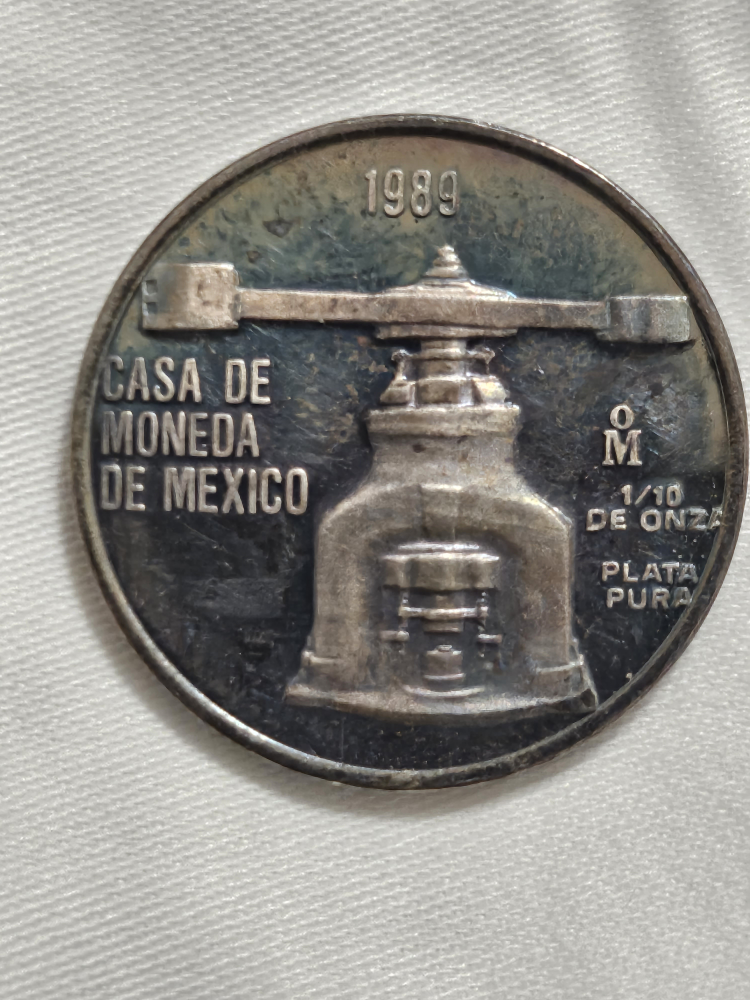 1989
CASA DE
MONEDA
DE MEXICO
o
M
1/10
DE ONZA
PLATA
PURA